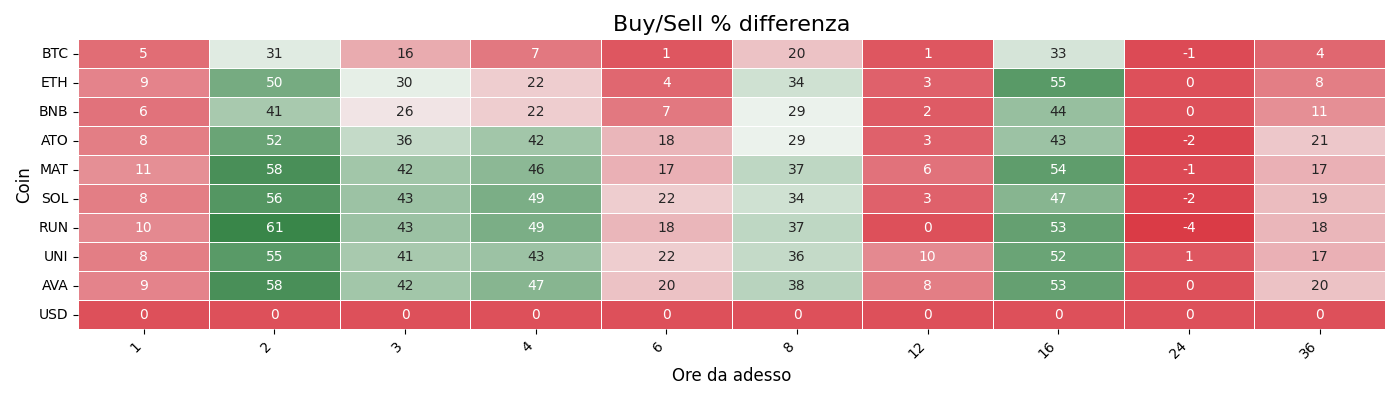 Buy/Sell % differenza
Coin
BTC 5 31 16 7 1 20 1 33 -1 4
ETH 9 50 30 22 4 34 3 55 0 8
BNB 6 41 26 22 7 29 2 44 0 11
ATO 8 52 36 42 18 29 3 43 -2 21
MAT 11 58 42 46 17 37 6 54 -1 17
SOL 8 56 43 49 22 34 3 47 -2 19
RUN 10 61 43 49 18 37 0 53 -4 18
UNI 8 55 41 43 22 36 10 52 1 17
AVA 9 58 42 47 20 38 8 53 0 20
USD 0 0 0 0 0 0 0 0 0 0
1 2 3 4 6 8 12 16 24 36
Ore da adesso